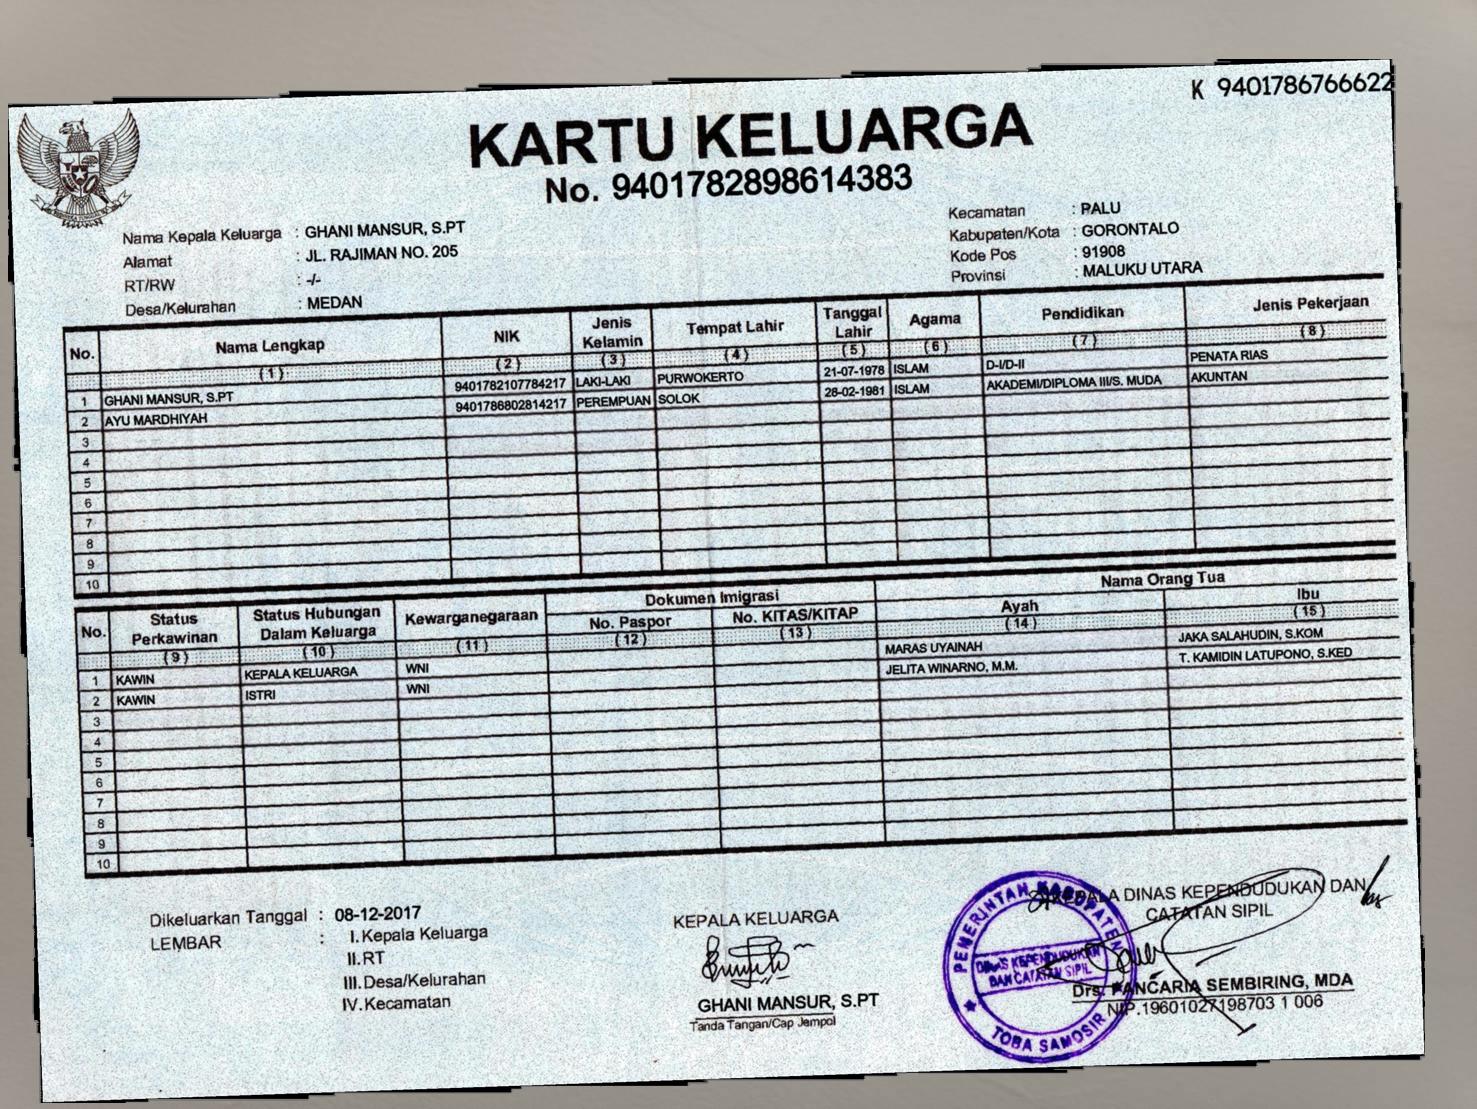 K 9401786766622
KARTU KELUARGA
No. 9401782898614383
Nama Kepala Keluarga : GHANI MANSUR, S.PT
Alamat : JL. RAJIMAN NO. 205
RT/RW : -/-
Desa/Kelurahan : MEDAN
Kecamatan : PALU
Kabupaten/Kota : GORONTALO
Kode Pos : 91908
Provinsi : MALUKU UTARA
No. Nama Lengkap NIK Jenis Kelamin Tempat Lahir Tanggal Lahir Agama Pendidikan Jenis Pekerjaan
(1) (2) (3) (4) (5) (6) (7) (8)
1 GHANI MANSUR, S.PT 9401782107784217 LAKI-LAKI PURWOKERTO 21-07-1978 ISLAM D-I/D-II PENATA RIAS
2 AYU MARDHIYAH 9401786802814217 PEREMPUAN SOLOK 28-02-1981 ISLAM AKADEMI/DIPLOMA III/S. MUDA AKUNTAN
3
4
5
6
7
8
9
10
No. Status Perkawinan Status Hubungan Dalam Keluarga Kewarganegaraan Dokumen Imigrasi Nama Orang Tua
No. Paspor No. KITAS/KITAP Ayah Ibu
(9) (10) (11) (12) (13) (14) (15)
1 KAWIN KEPALA KELUARGA WNI MARAS UYAINAH JAKA SALAHUDIN, S.KOM
2 KAWIN ISTRI WNI JELITA WINARNO, M.M. T. KAMIDIN LATUPONO, S.KED
3
4
5
6
7
8
9
10
Dikeluarkan Tanggal : 08-12-2017
LEMBAR : I. Kepala Keluarga
II. RT
III. Desa/Kelurahan
IV. Kecamatan
KEPALA KELUARGA
GHANI MANSUR, S.PT
Tanda Tangan/Cap Jempol
KEPALA DINAS KEPENDUDUKAN DAN
CATATAN SIPIL
Drs. PANCARIA SEMBIRING, MDA
NIP.19601027198703 1 006
PEMERINTAH KABUPATEN
DINAS KEPENDUDUKAN
DAN CATATAN SIPIL
TOBA SAMOSIR